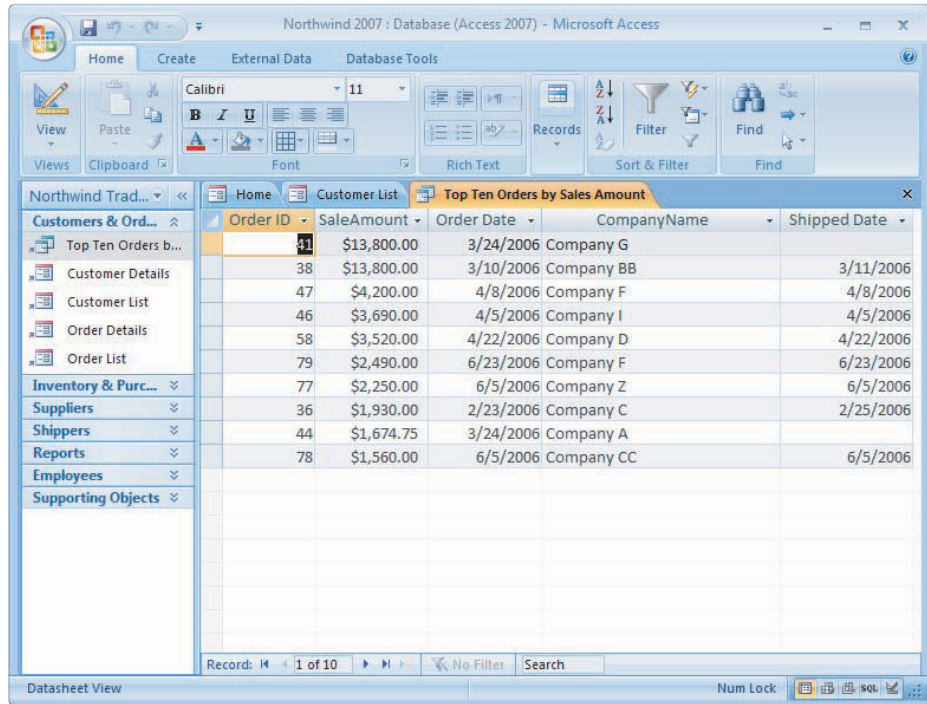 Northwind 2007 : Database (Access 2007) - Microsoft Access
Home Create External Data Database Tools
Calibri 11
B I U
A
ab
A Z
Z A
View Paste Records Filter Find
Views Clipboard Font Rich Text Sort & Filter Find
Northwind Trad... « Home Customer List Top Ten Orders by Sales Amount
Customers & Ord...
Top Ten Orders b...
Customer Details
Customer List
Order Details
Order List
Inventory & Purc...
Suppliers
Shippers
Reports
Employees
Supporting Objects
Order ID SaleAmount Order Date CompanyName Shipped Date
41 $13,800.00 3/24/2006 Company G
38 $13,800.00 3/10/2006 Company BB 3/11/2006
47 $4,200.00 4/8/2006 Company F 4/8/2006
46 $3,690.00 4/5/2006 Company I 4/5/2006
58 $3,520.00 4/22/2006 Company D 4/22/2006
79 $2,490.00 6/23/2006 Company F 6/23/2006
77 $2,250.00 6/5/2006 Company Z 6/5/2006
36 $1,930.00 2/23/2006 Company C 2/25/2006
44 $1,674.75 3/24/2006 Company A
78 $1,560.00 6/5/2006 Company CC 6/5/2006
Record: 1 of 10 No Filter Search
Datasheet View Num Lock SQL